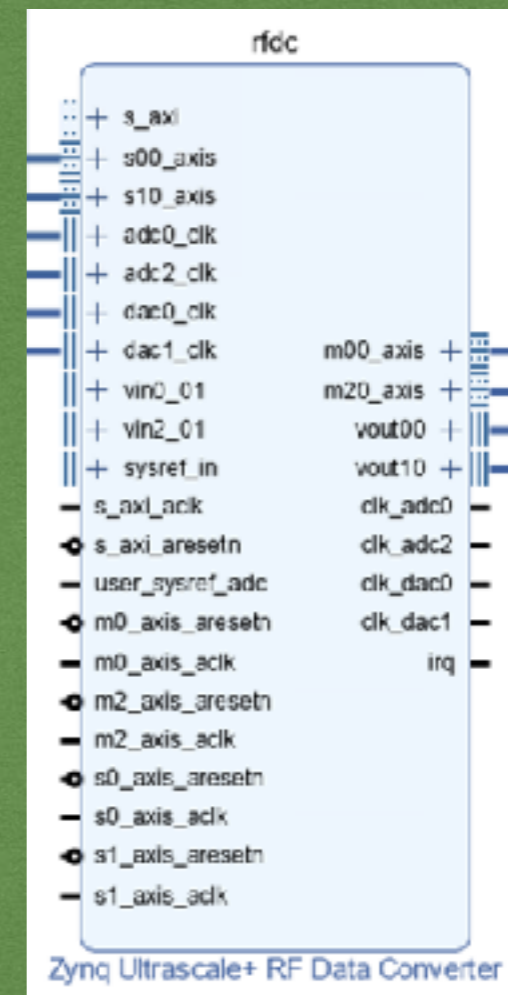 rfdc
s_axi
s00_axis
s10_axis
adc0_clk
adc2_clk
dac0_clk
dac1_clk
vin0_01
vin2_01
sysref_in
s_axi_aclk
s_axi_aresetn
user_sysref_adc
m0_axis_aresetn
m0_axis_aclk
m2_axis_aresetn
m2_axis_aclk
s0_axis_aresetn
s0_axis_aclk
s1_axis_aresetn
s1_axis_aclk
m00_axis
m20_axis
vout00
vout10
clk_adc0
clk_adc2
clk_dac0
clk_dac1
irq
Zynq Ultrascale+ RF Data Converter